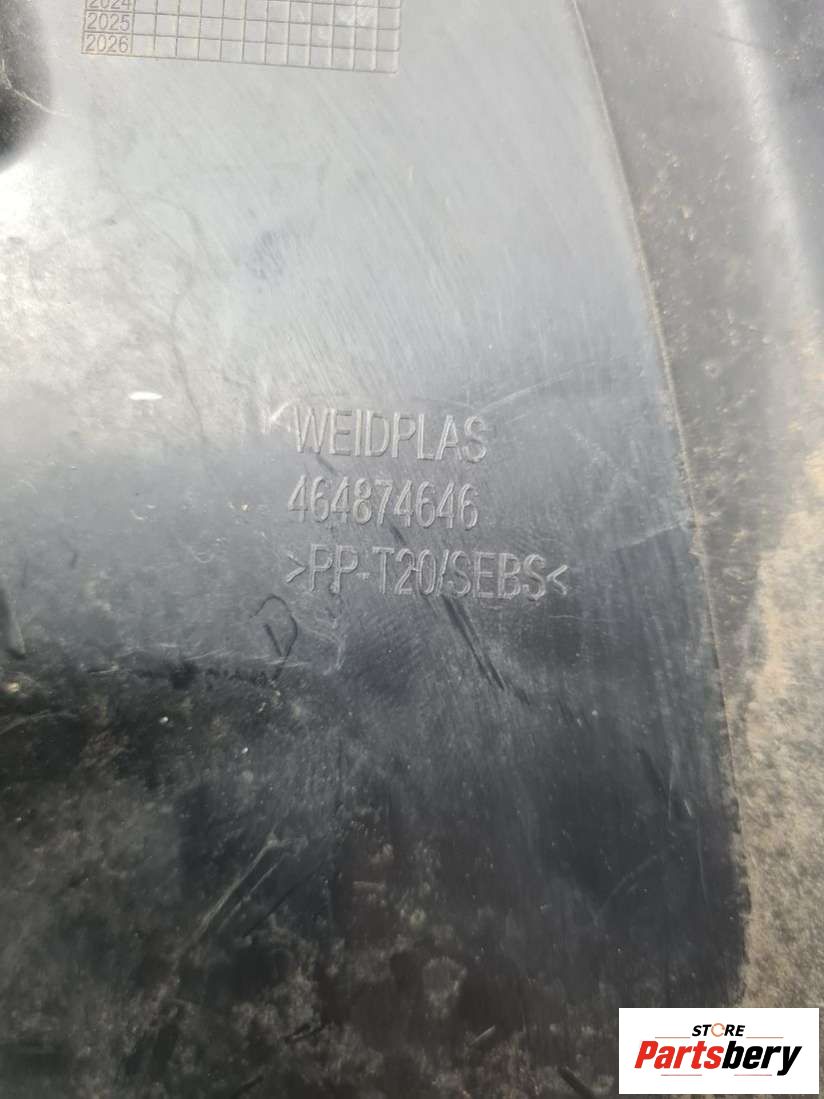 2024
2025
2026
WEIDPLAS
464874646
>PP-T20/SEBS<
STORE
Partsbery